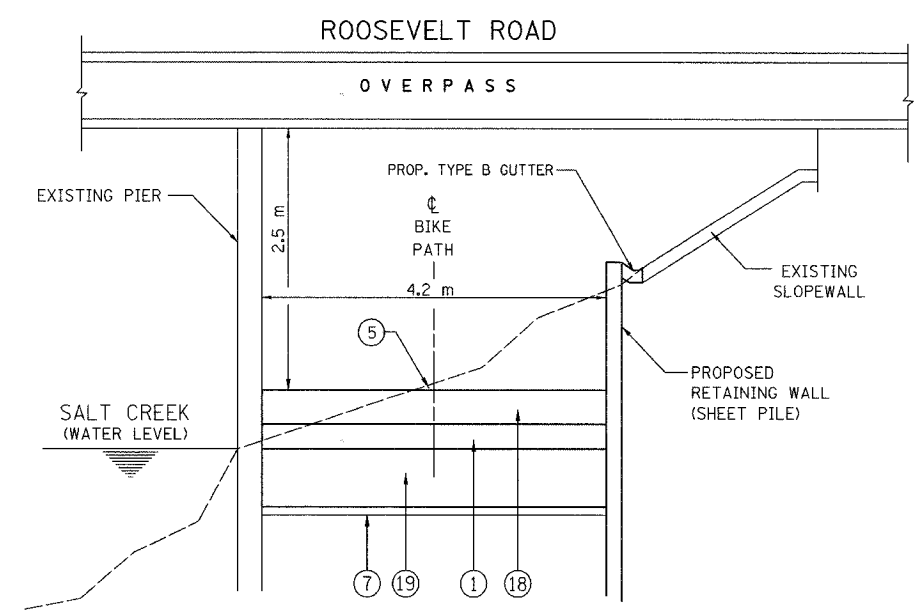 ROOSEVELT ROAD
OVERPASS
PROP. TYPE B GUTTER
EXISTING PIER
℄
BIKE
PATH
2.5 m
4.2 m
EXISTING
SLOPEWALL
5
PROPOSED
RETAINING WALL
(SHEET PILE)
SALT CREEK
(WATER LEVEL)
7
19
1
18